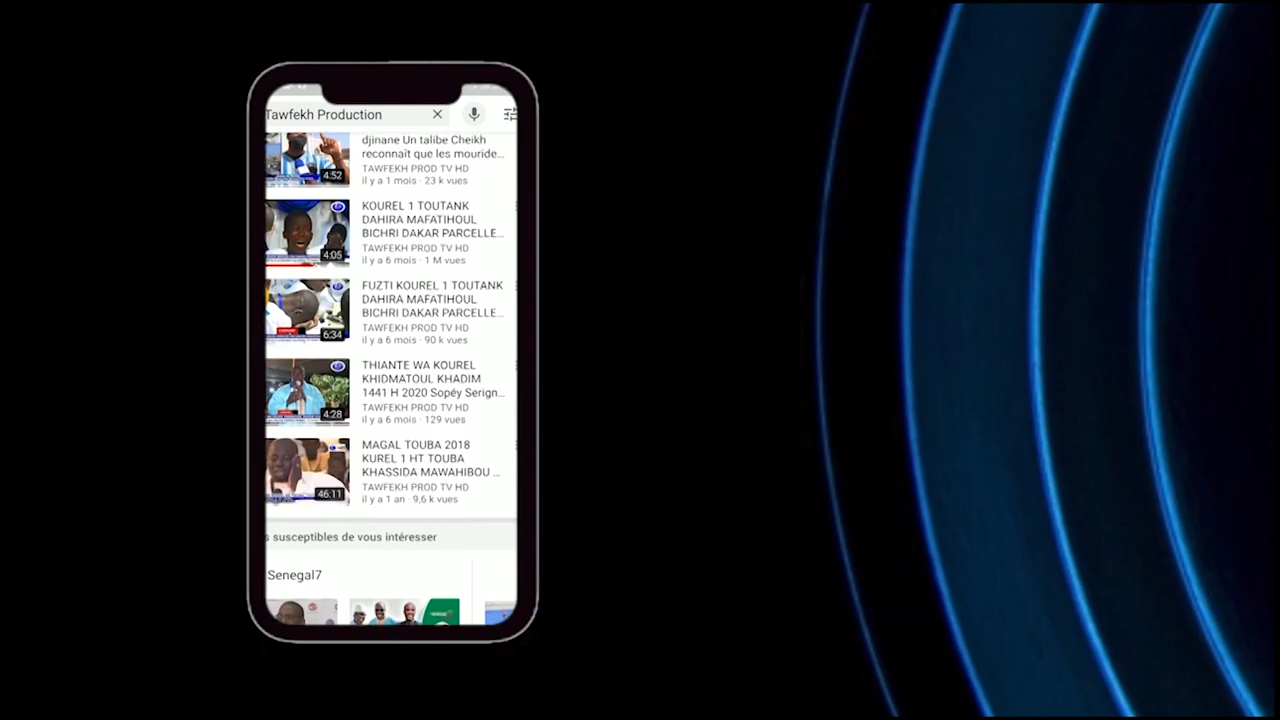 Tawfekh Production
djinane Un talibe Cheikh
reconnaît que les mouride...
TAWFEKH PROD TV HD
il y a 1 mois · 23 k vues
4:52
KOUREL 1 TOUTANK
DAHIRA MAFATIHOUL
BICHRI DAKAR PARCELLE...
TAWFEKH PROD TV HD
il y a 6 mois · 1 M vues
4:05
FUZTI KOUREL 1 TOUTANK
DAHIRA MAFATIHOUL
BICHRI DAKAR PARCELLE...
TAWFEKH PROD TV HD
il y a 6 mois · 90 k vues
6:34
THIANTE WA KOUREL
KHIDMATOUL KHADIM
1441 H 2020 Sopéy Serign...
TAWFEKH PROD TV HD
il y a 6 mois · 129 vues
4:28
MAGAL TOUBA 2018
KUREL 1 HT TOUBA
KHASSIDA MAWAHIBOU ...
TAWFEKH PROD TV HD
il y a 1 an · 9,6 k vues
46:11
s susceptibles de vous intéresser
Senegal7